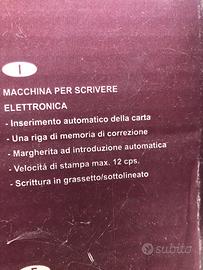 I
MACCHINA PER SCRIVERE
ELETTRONICA
- Inserimento automatico della carta
- Una riga di memoria di correzione
- Margherita ad introduzione automatica
- Velocità di stampa max. 12 cps.
- Scrittura in grassetto/sottolineato
subito